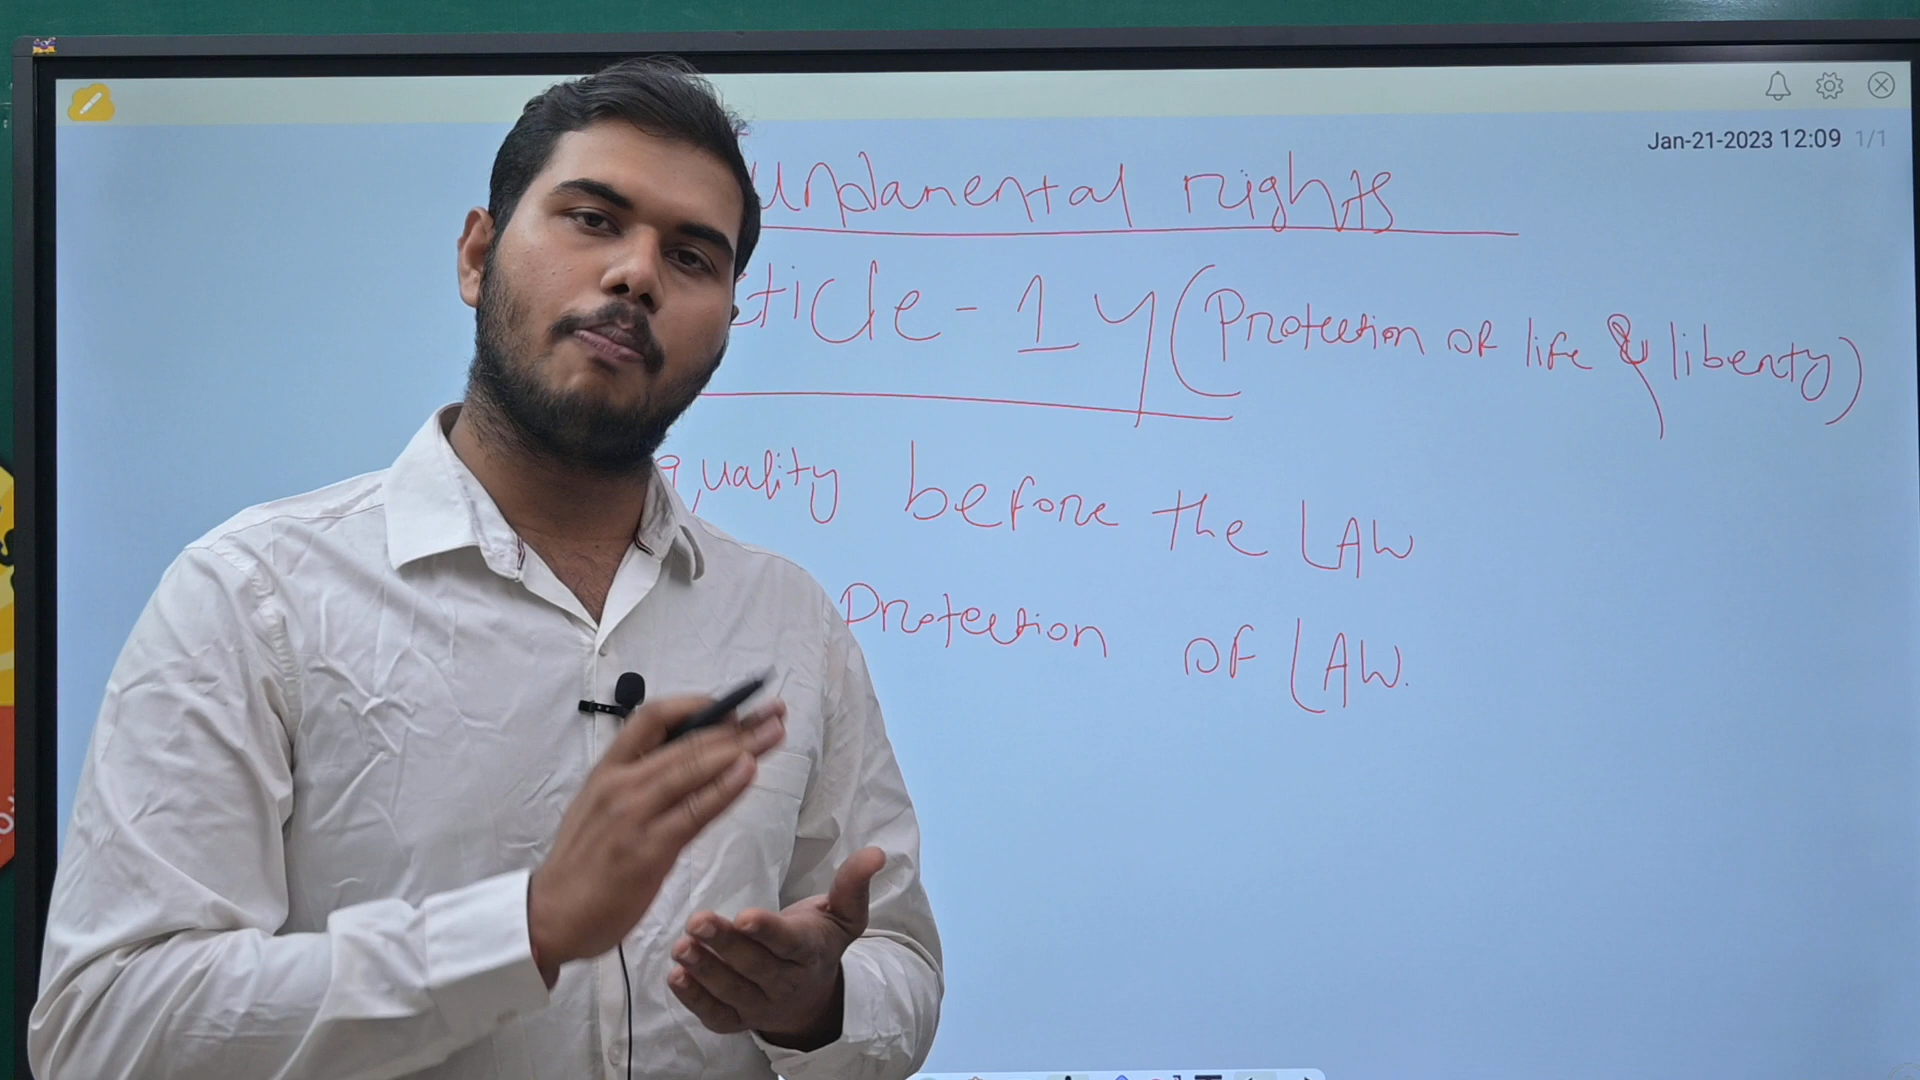 Jan-21-2023 12:09 1/1
undamental rights
ticle-14 (Protection of life & liberty)
quality before the LAW
Protection of LAW.